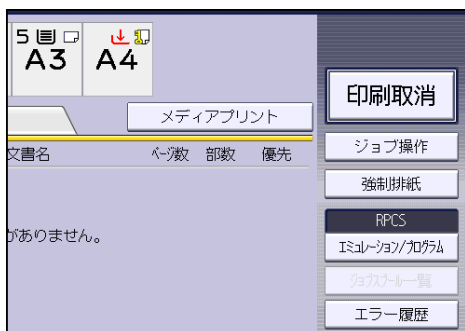 5
A3 A4
印刷取消
メディアプリント
ジョブ操作
文書名 ページ数 部数 優先
強制排紙
がありません。
RPCS
エミュレーション/プログラム
ジョブスプール一覧
エラー履歴